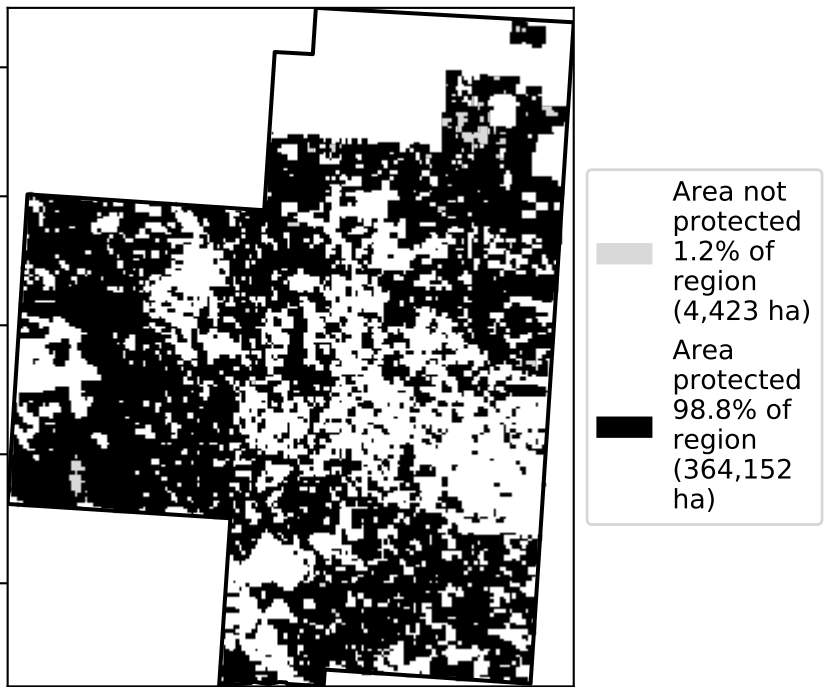 Area not
protected
1.2% of
region
(4,423 ha)
Area
protected
98.8% of
region
(364,152
ha)